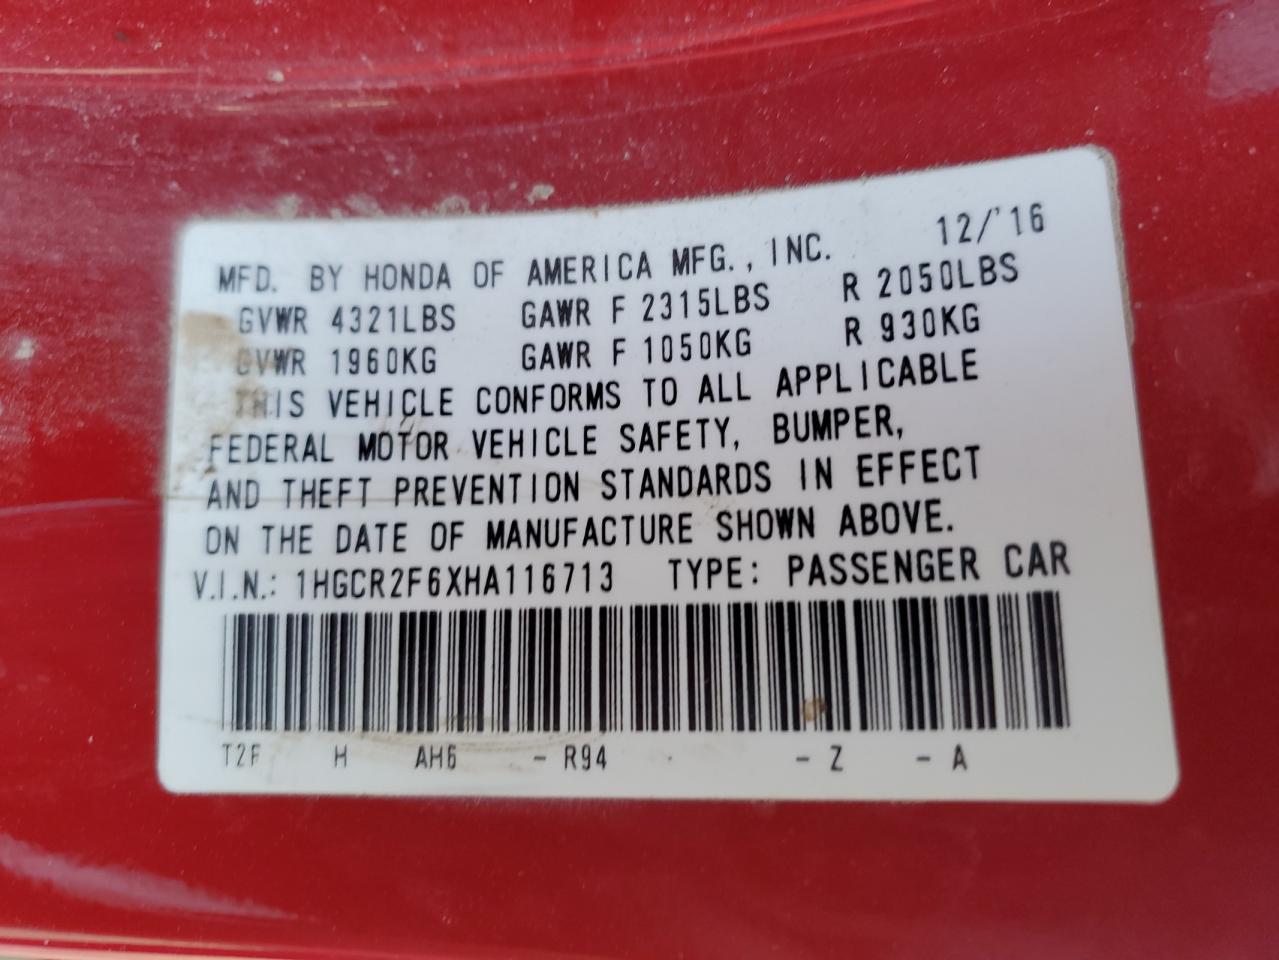 MFD. BY HONDA OF AMERICA MFG., INC. 12/'16
GVWR 4321LBS GAWR F 2315LBS R 2050LBS
GVWR 1960KG GAWR F 1050KG R 930KG
THIS VEHICLE CONFORMS TO ALL APPLICABLE
FEDERAL MOTOR VEHICLE SAFETY, BUMPER,
AND THEFT PREVENTION STANDARDS IN EFFECT
ON THE DATE OF MANUFACTURE SHOWN ABOVE.
V.I.N.: 1HGCR2F6XHA116713 TYPE: PASSENGER CAR
T2F H AH6 - R94 - Z - A